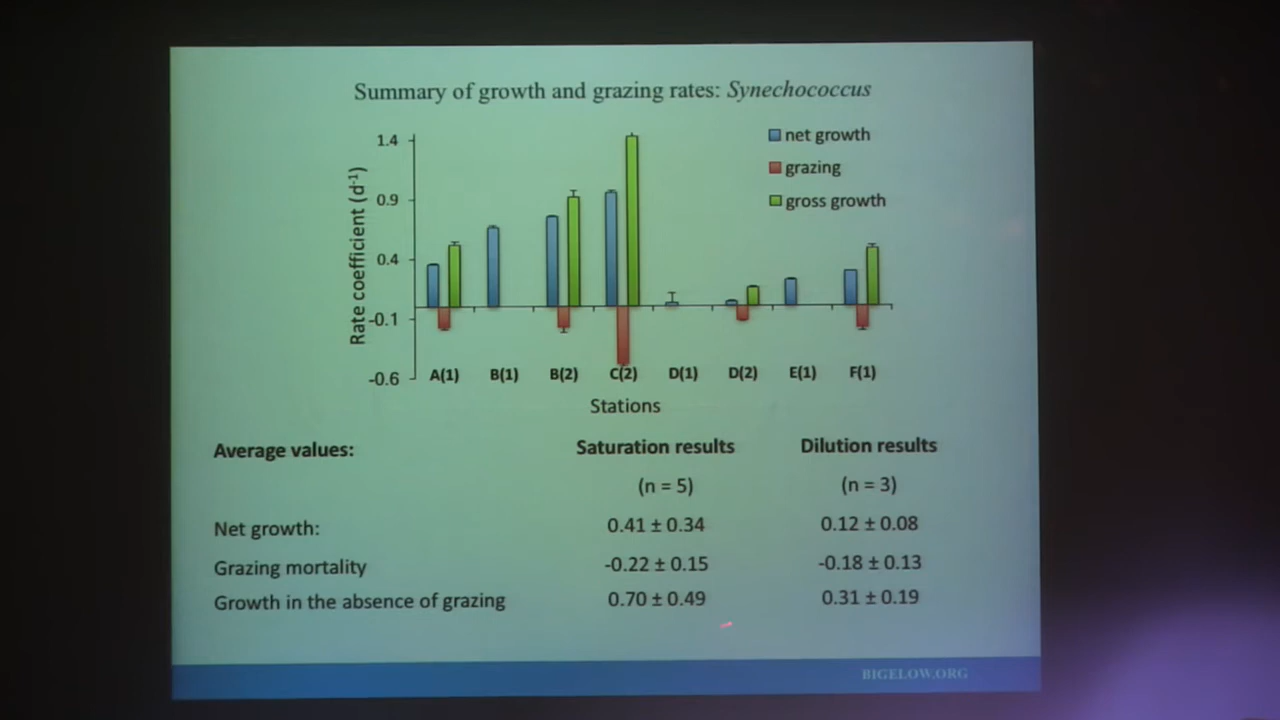 Summary of growth and grazing rates: Synechococcus
net growth
grazing
gross growth
Rate coefficient (d-1)
1.4
0.9
0.4
-0.1
-0.6
A(1) B(1) B(2) C(2) D(1) D(2) E(1) F(1)
Stations
Average values: Saturation results Dilution results
(n = 5) (n = 3)
Net growth: 0.41 ± 0.34 0.12 ± 0.08
Grazing mortality -0.22 ± 0.15 -0.18 ± 0.13
Growth in the absence of grazing 0.70 ± 0.49 0.31 ± 0.19
BIGELOW.ORG